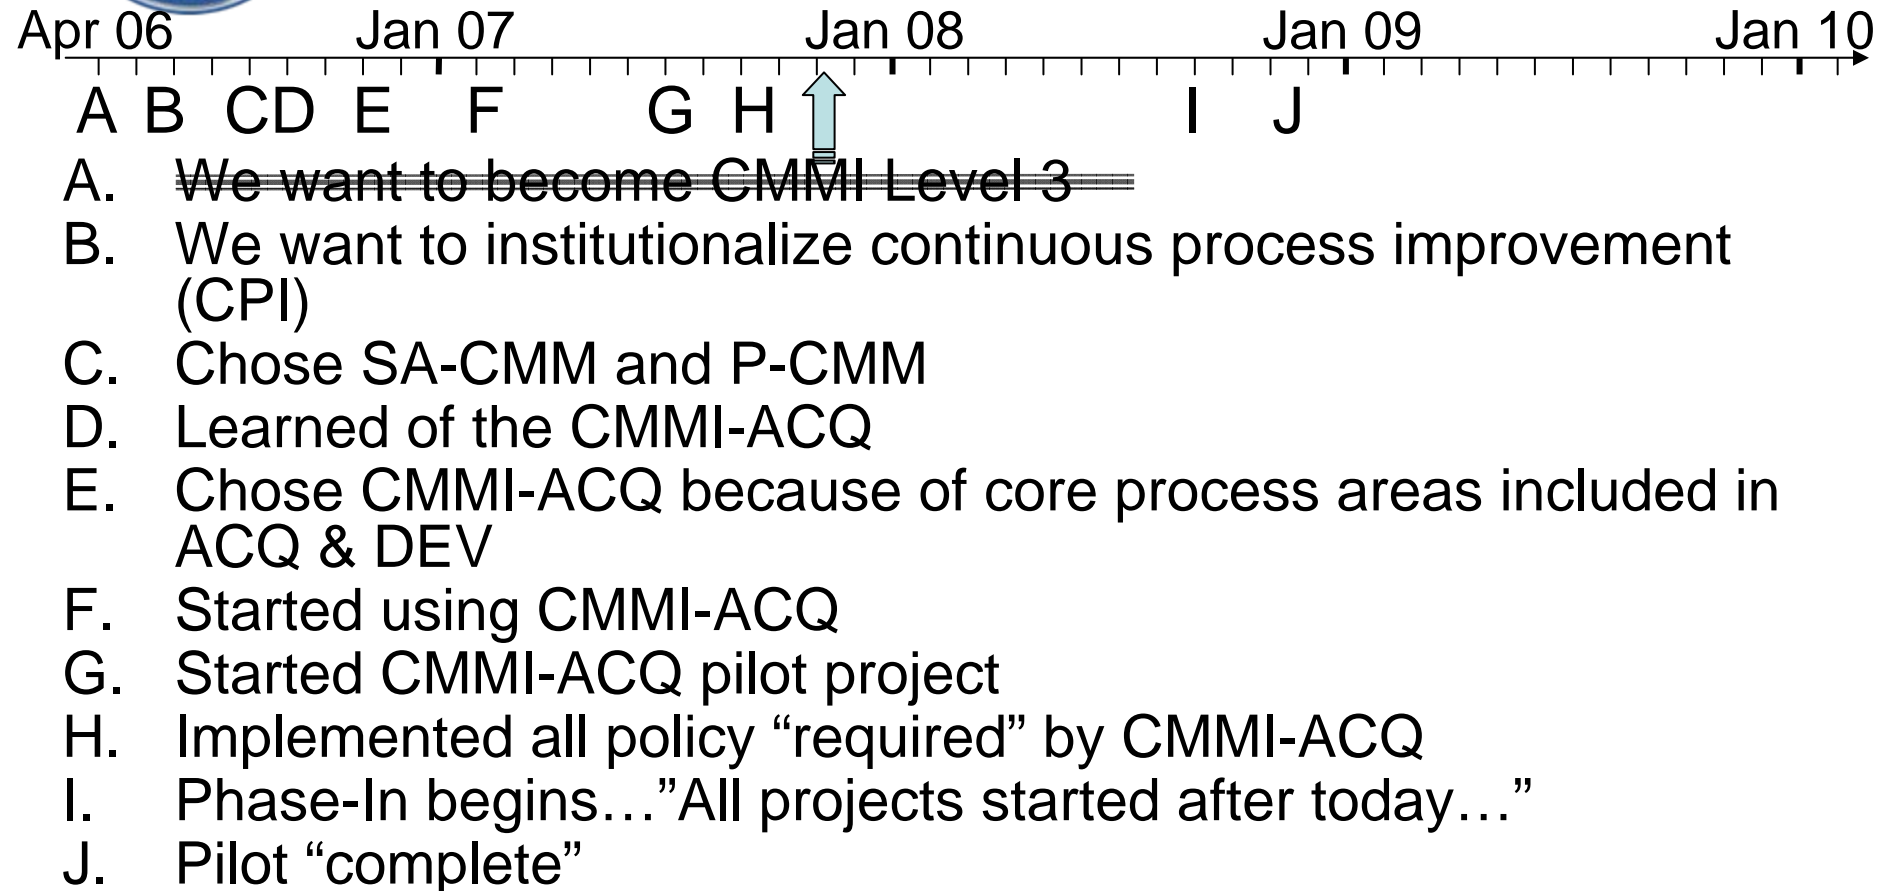 Apr 06 Jan 07 Jan 08 Jan 09 Jan 10
A B CD E F G H I J
A. We want to become CMMI Level 3
B. We want to institutionalize continuous process improvement
(CPI)
C. Chose SA-CMM and P-CMM
D. Learned of the CMMI-ACQ
E. Chose CMMI-ACQ because of core process areas included in
ACQ & DEV
F. Started using CMMI-ACQ
G. Started CMMI-ACQ pilot project
H. Implemented all policy “required” by CMMI-ACQ
I. Phase-In begins…”All projects started after today…”
J. Pilot “complete”